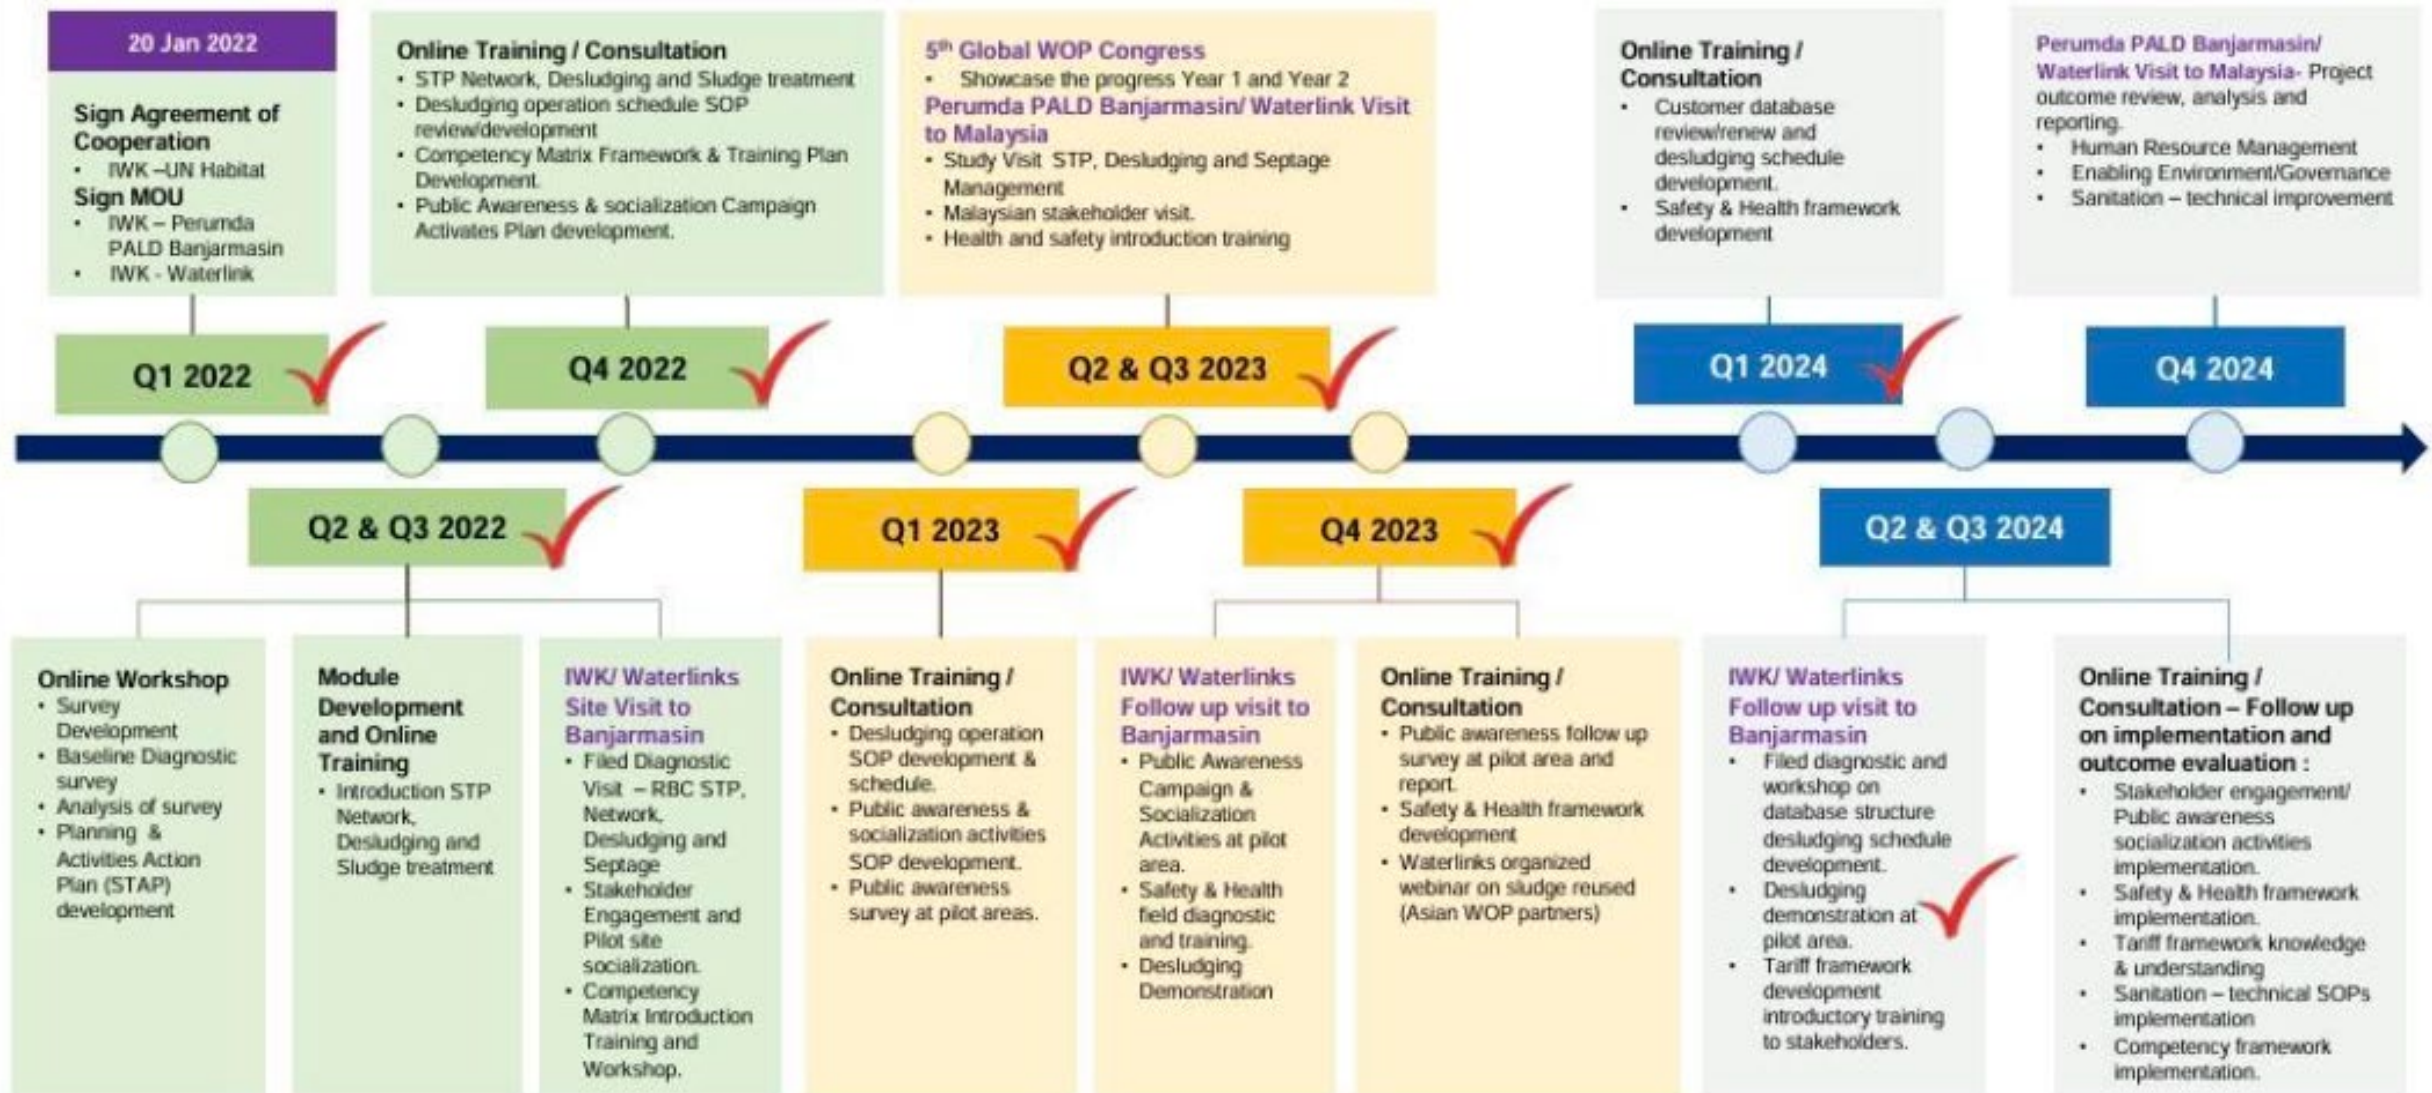 20 Jan 2022
Sign Agreement of
Cooperation
• IWK –UN Habitat
Sign MOU
• IWK – Perumda
PALD Banjarmasin
• IWK - Waterlink
Online Training / Consultation
• STP Network, Desludging and Sludge treatment
• Desludging operation schedule SOP
review/development
• Competency Matrix Framework & Training Plan
Development.
• Public Awareness & socialization Campaign
Activates Plan development.
5th Global WOP Congress
• Showcase the progress Year 1 and Year 2
Perumda PALD Banjarmasin/ Waterlink Visit
to Malaysia
• Study Visit STP, Desludging and Septage
Management
• Malaysian stakeholder visit.
• Health and safety introduction training
Online Training /
Consultation
• Customer database
review/renew and
desludging schedule
development.
• Safety & Health framework
development
Perumda PALD Banjarmasin/
Waterlink Visit to Malaysia- Project
outcome review, analysis and
reporting.
• Human Resource Management
• Enabling Environment/Governance
• Sanitation – technical improvement
Q1 2022
Q4 2022
Q2 & Q3 2023
Q1 2024
Q4 2024
Q2 & Q3 2022
Q1 2023
Q4 2023
Q2 & Q3 2024
Online Workshop
• Survey
Development
• Baseline Diagnostic
survey
• Analysis of survey
• Planning &
Activities Action
Plan (STAP)
development
Module
Development
and Online
Training
• Introduction STP
Network,
Desludging and
Sludge treatment
IWK/ Waterlinks
Site Visit to
Banjarmasin
• Filed Diagnostic
Visit – RBC STP,
Network,
Desludging and
Septage
• Stakeholder
Engagement and
Pilot site
socialization.
• Competency
Matrix Introduction
Training and
Workshop.
Online Training /
Consultation
• Desludging operation
SOP development &
schedule.
• Public awareness &
socialization activities
SOP development.
• Public awareness
survey at pilot areas.
IWK/ Waterlinks
Follow up visit to
Banjarmasin
• Public Awareness
Campaign &
Socialization
Activities at pilot
area.
• Safety & Health
field diagnostic
and training.
• Desludging
Demonstration
Online Training /
Consultation
• Public awareness follow up
survey at pilot area and
report.
• Safety & Health framework
development
• Waterlinks organized
webinar on sludge reused
(Asian WOP partners)
IWK/ Waterlinks
Follow up visit to
Banjarmasin
• Filed diagnostic and
workshop on
database structure
desludging schedule
development.
• Desludging
demonstration at
pilot area.
• Tariff framework
development
introductory training
to stakeholders.
Online Training /
Consultation – Follow up
on implementation and
outcome evaluation :
• Stakeholder engagement/
Public awareness
socialization activities
implementation.
• Safety & Health framework
implementation.
• Tariff framework knowledge
& understanding
• Sanitation – technical SOPs
implementation
• Competency framework
implementation.